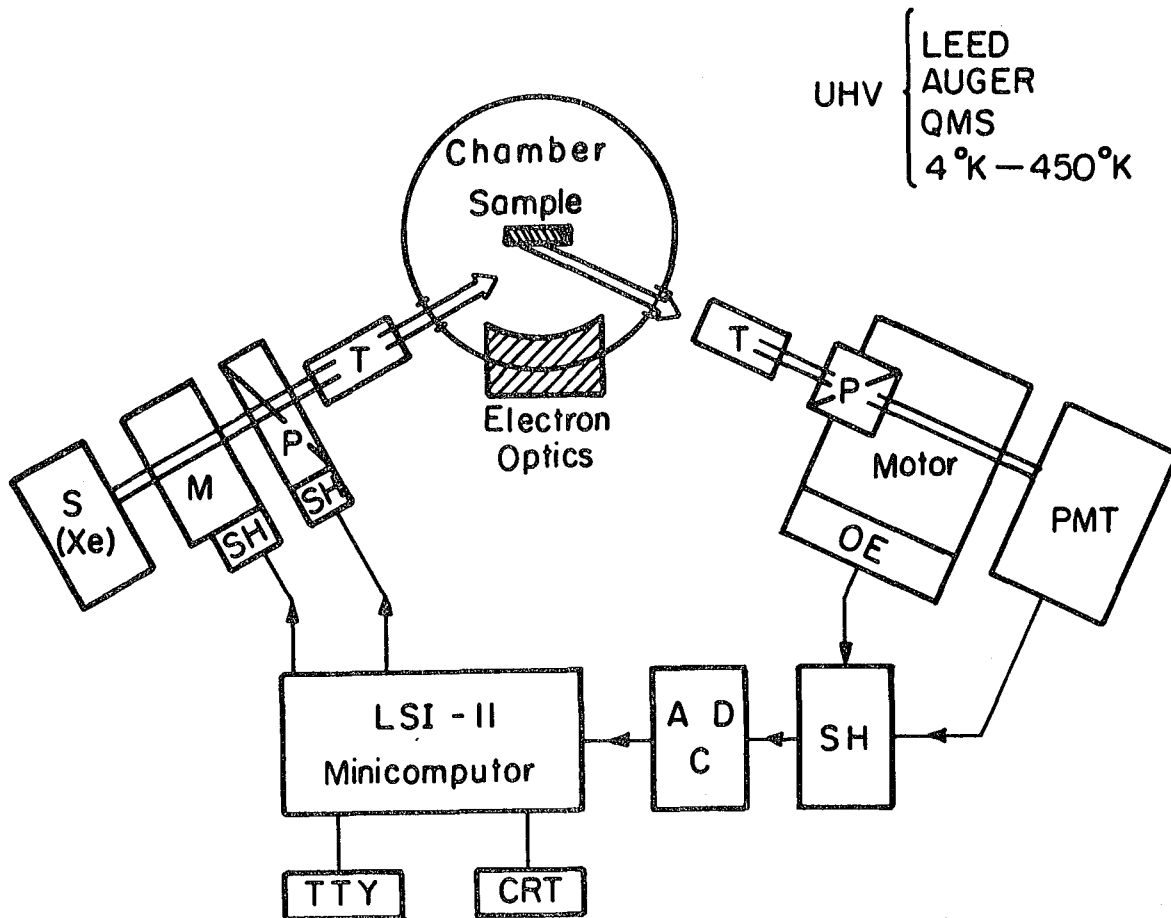 UHV
LEED
AUGER
QMS
4°K — 450°K
Chamber
Sample
T
T
P
P
Electron
Optics
Motor
S
(Xe)
M
SH
SH
OE
PMT
LSI - 11
Minicomputor
A D
C
SH
TTY
CRT